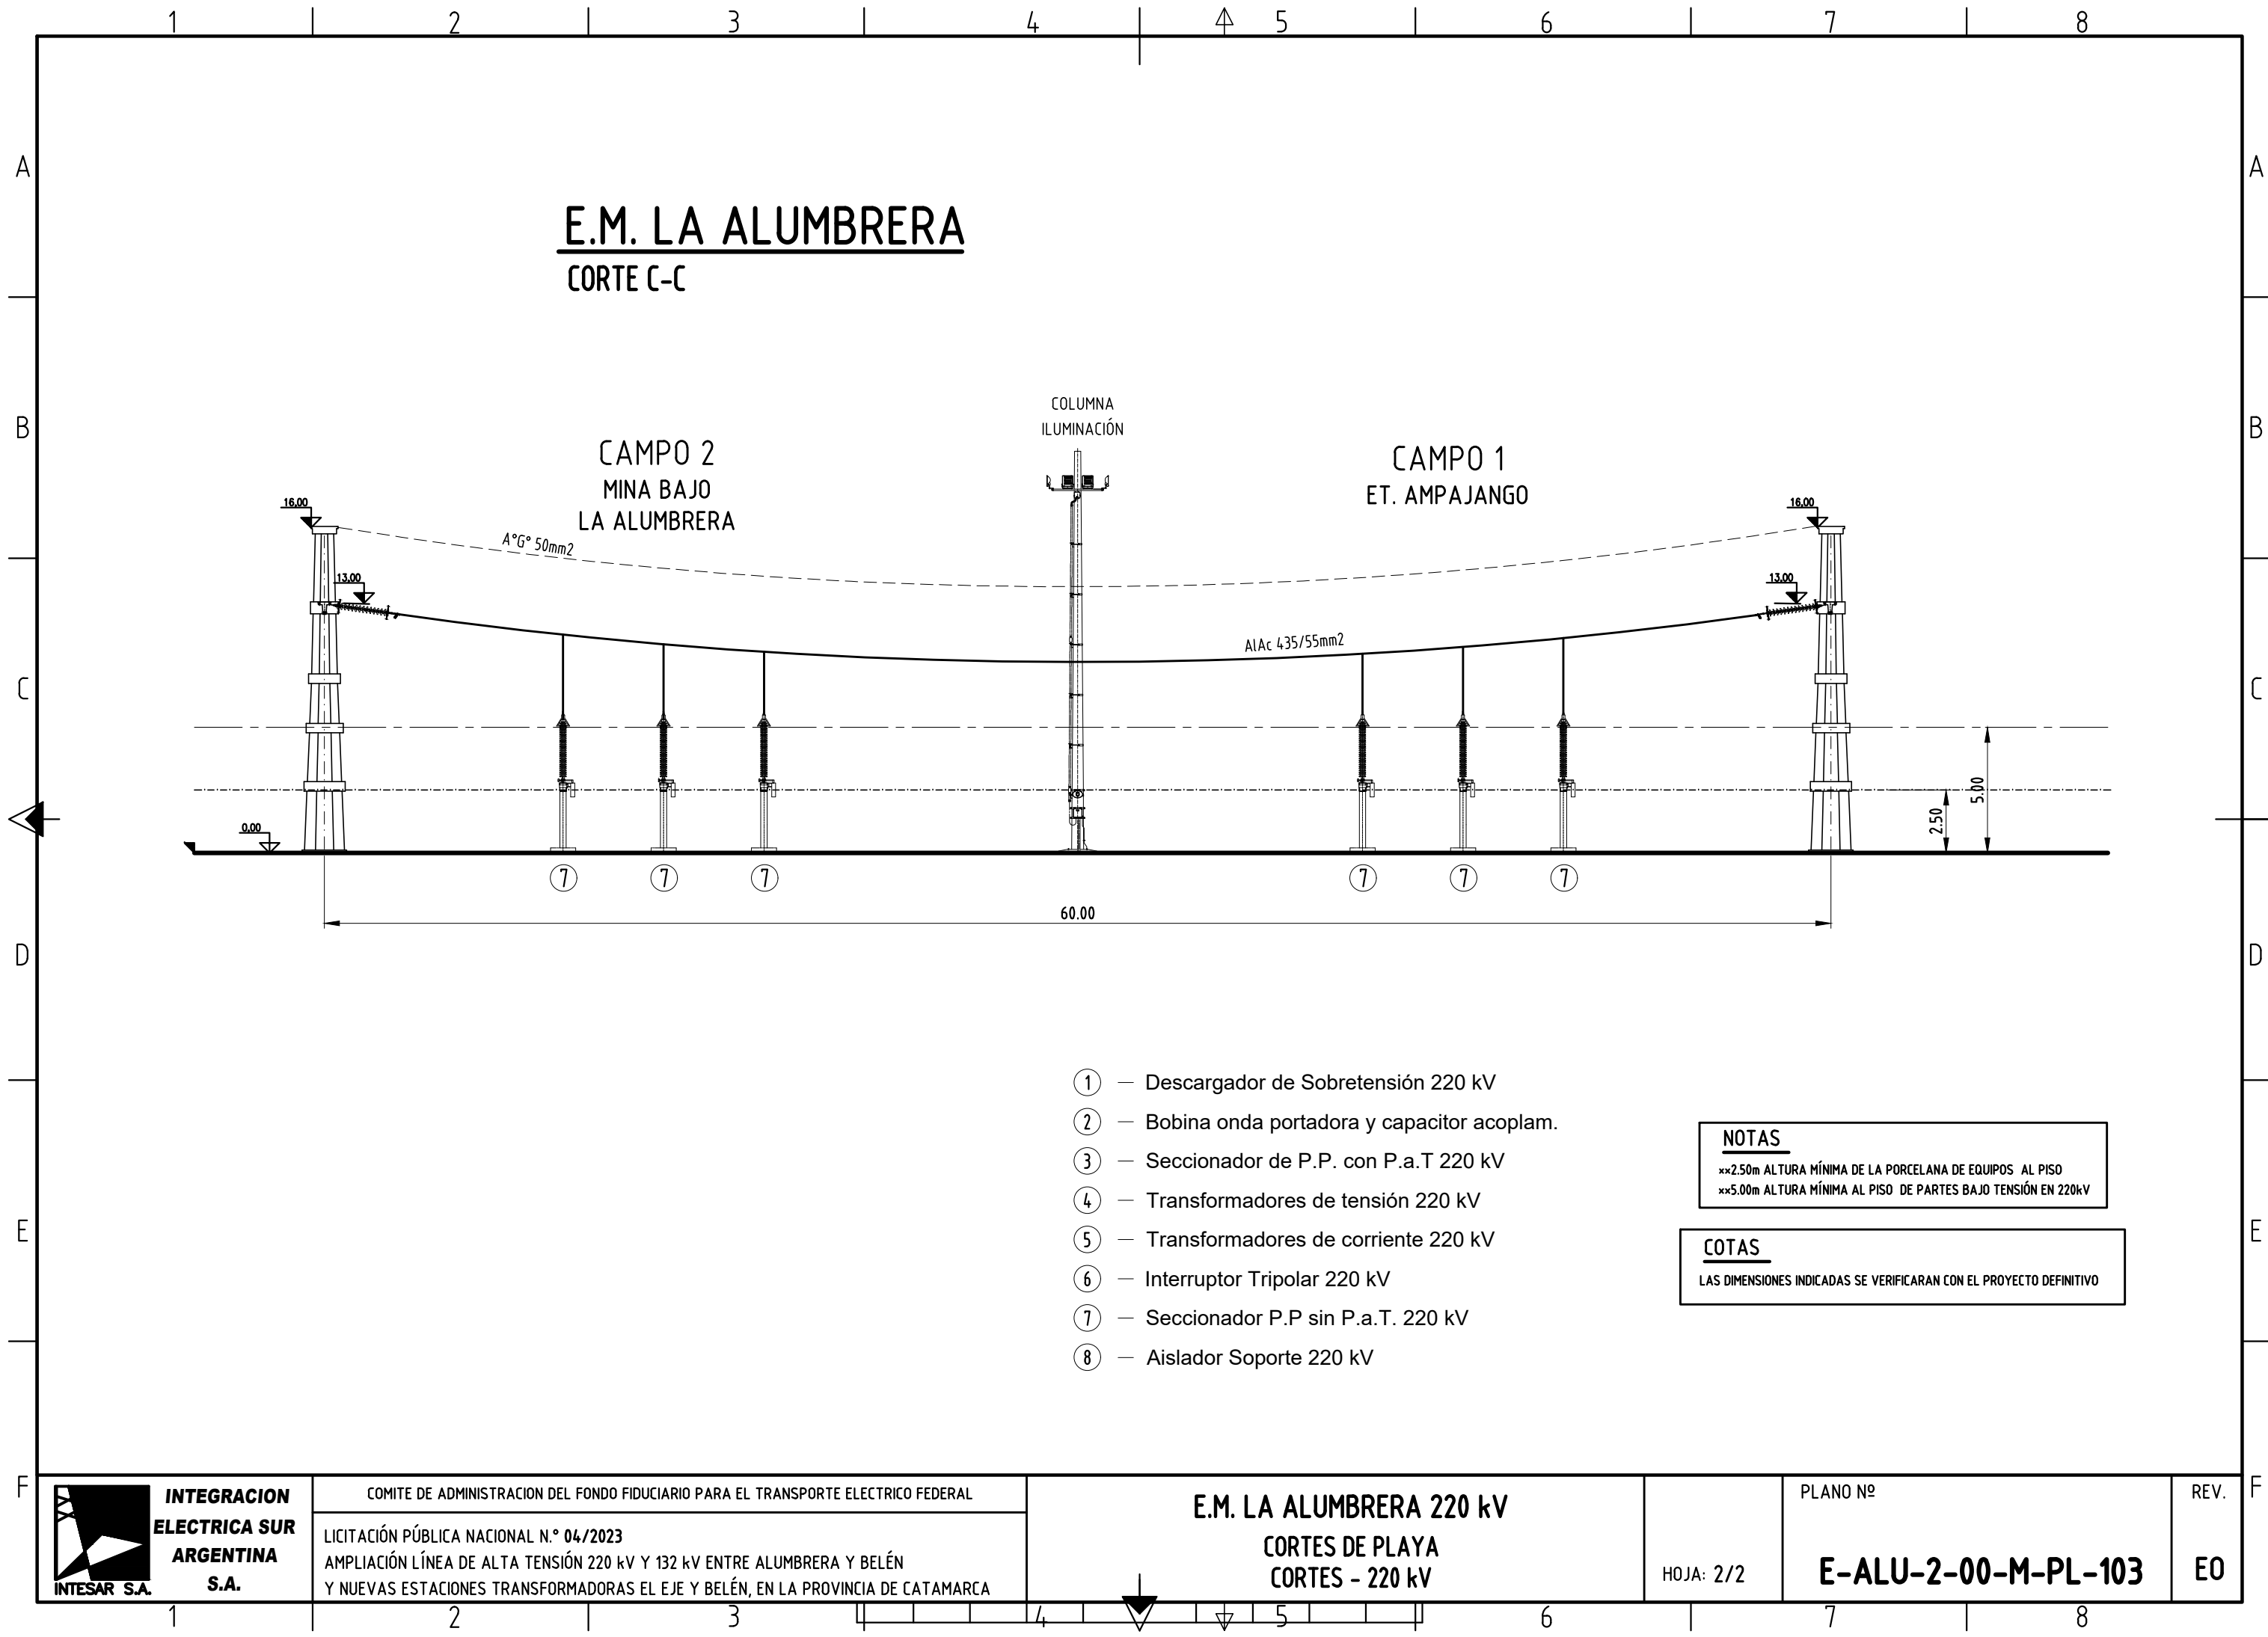 1 2 3 4 5 6 7 8
A A
E.M. LA ALUMBRERA
CORTE C-C
B B
COLUMNA
ILUMINACIÓN
CAMPO 2
MINA BAJO
LA ALUMBRERA
CAMPO 1
ET. AMPAJANGO
16.00
16.00
A°G° 50mm2
13.00
13.00
AlAc 435/55mm2
C C
5.00
2.50
0.00
7 7 7 7 7 7
60.00
D D
1 — Descargador de Sobretensión 220 kV
2 — Bobina onda portadora y capacitor acoplam.
3 — Seccionador de P.P. con P.a.T 220 kV
4 — Transformadores de tensión 220 kV
5 — Transformadores de corriente 220 kV
6 — Interruptor Tripolar 220 kV
7 — Seccionador P.P sin P.a.T. 220 kV
8 — Aislador Soporte 220 kV
NOTAS
××2.50m ALTURA MÍNIMA DE LA PORCELANA DE EQUIPOS AL PISO
××5.00m ALTURA MÍNIMA AL PISO DE PARTES BAJO TENSIÓN EN 220kV
E E
COTAS
LAS DIMENSIONES INDICADAS SE VERIFICARAN CON EL PROYECTO DEFINITIVO
F F
INTEGRACION
ELECTRICA SUR
ARGENTINA
S.A.
INTESAR S.A.
COMITE DE ADMINISTRACION DEL FONDO FIDUCIARIO PARA EL TRANSPORTE ELECTRICO FEDERAL
LICITACIÓN PÚBLICA NACIONAL N.° 04/2023
AMPLIACIÓN LÍNEA DE ALTA TENSIÓN 220 kV Y 132 kV ENTRE ALUMBRERA Y BELÉN
Y NUEVAS ESTACIONES TRANSFORMADORAS EL EJE Y BELÉN, EN LA PROVINCIA DE CATAMARCA
E.M. LA ALUMBRERA 220 kV
CORTES DE PLAYA
CORTES - 220 kV
HOJA: 2/2
PLANO Nº
E-ALU-2-00-M-PL-103
REV.
E0
1 2 3 4 5 6 7 8